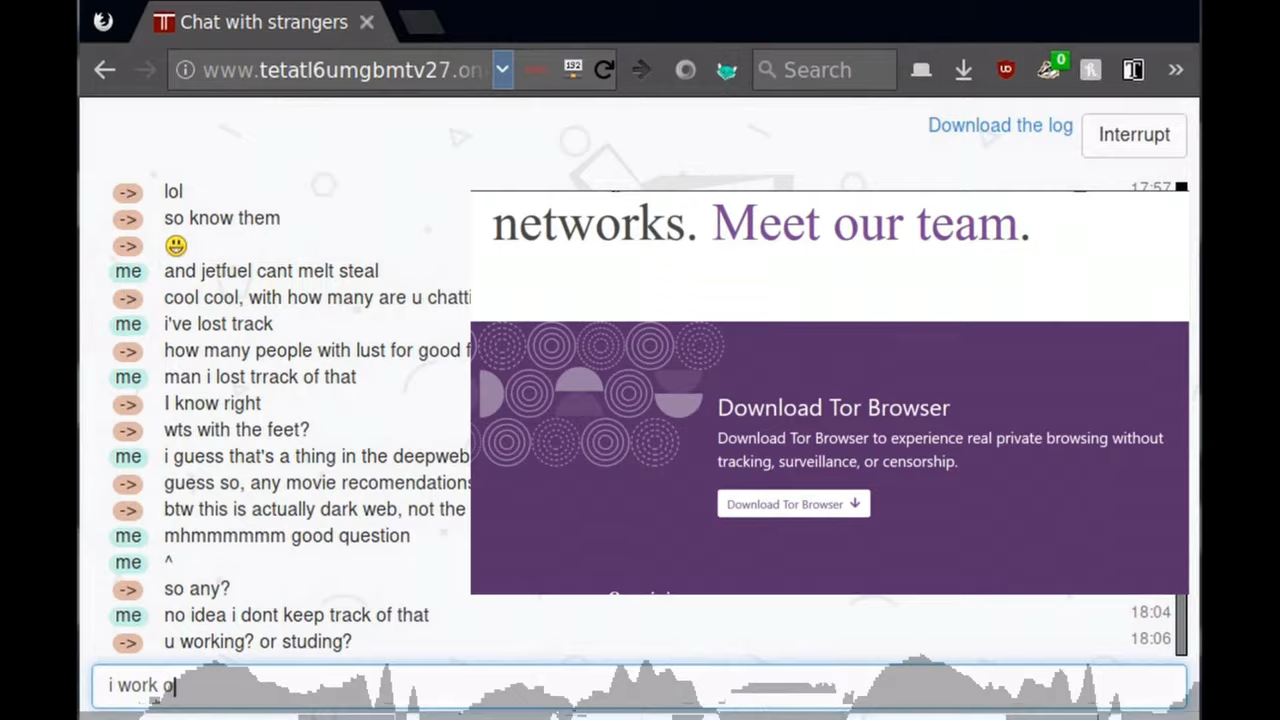 Chat with strangers
www.tetatl6umgbmtv27.on
192
Search
0
Download the log
Interrupt
-> lol
17:57
-> so know them
->
me and jetfuel cant melt steal
-> cool cool, with how many are u chatti
me i've lost track
-> how many people with lust for good f
me man i lost trrack of that
-> I know right
-> wts with the feet?
me i guess that's a thing in the deepweb
-> guess so, any movie recomendations
-> btw this is actually dark web, not the
me mhmmmmmm good question
me ^
-> so any?
me no idea i dont keep track of that
18:04
-> u working? or studing?
18:06
i work o
networks. Meet our team.
Download Tor Browser
Download Tor Browser to experience real private browsing without
tracking, surveillance, or censorship.
Download Tor Browser